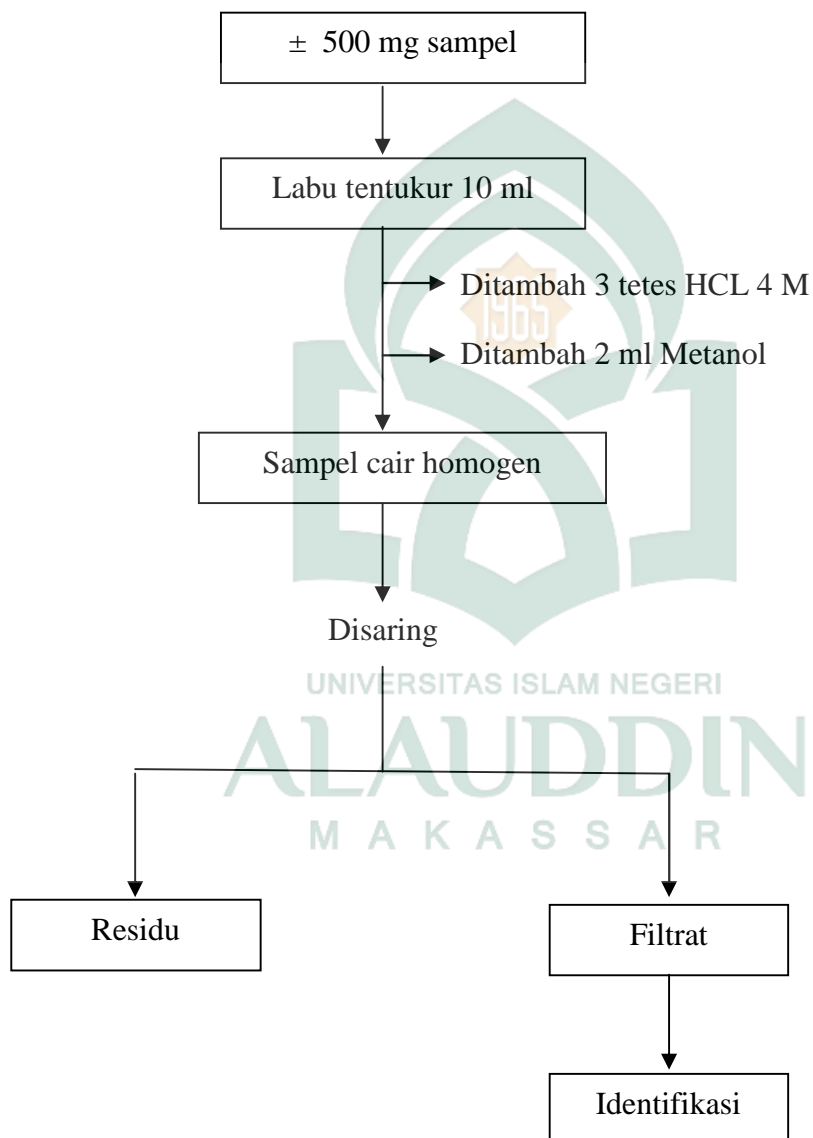 ± 500 mg sampel
Labu tentukur 10 ml
Ditambah 3 tetes HCL 4 M
1965
Ditambah 2 ml Metanol
Sampel cair homogen
Disaring
UNIVERSITAS ISLAM NEGERI
ALAUDDIN
MAKASSAR
Residu
Filtrat
Identifikasi